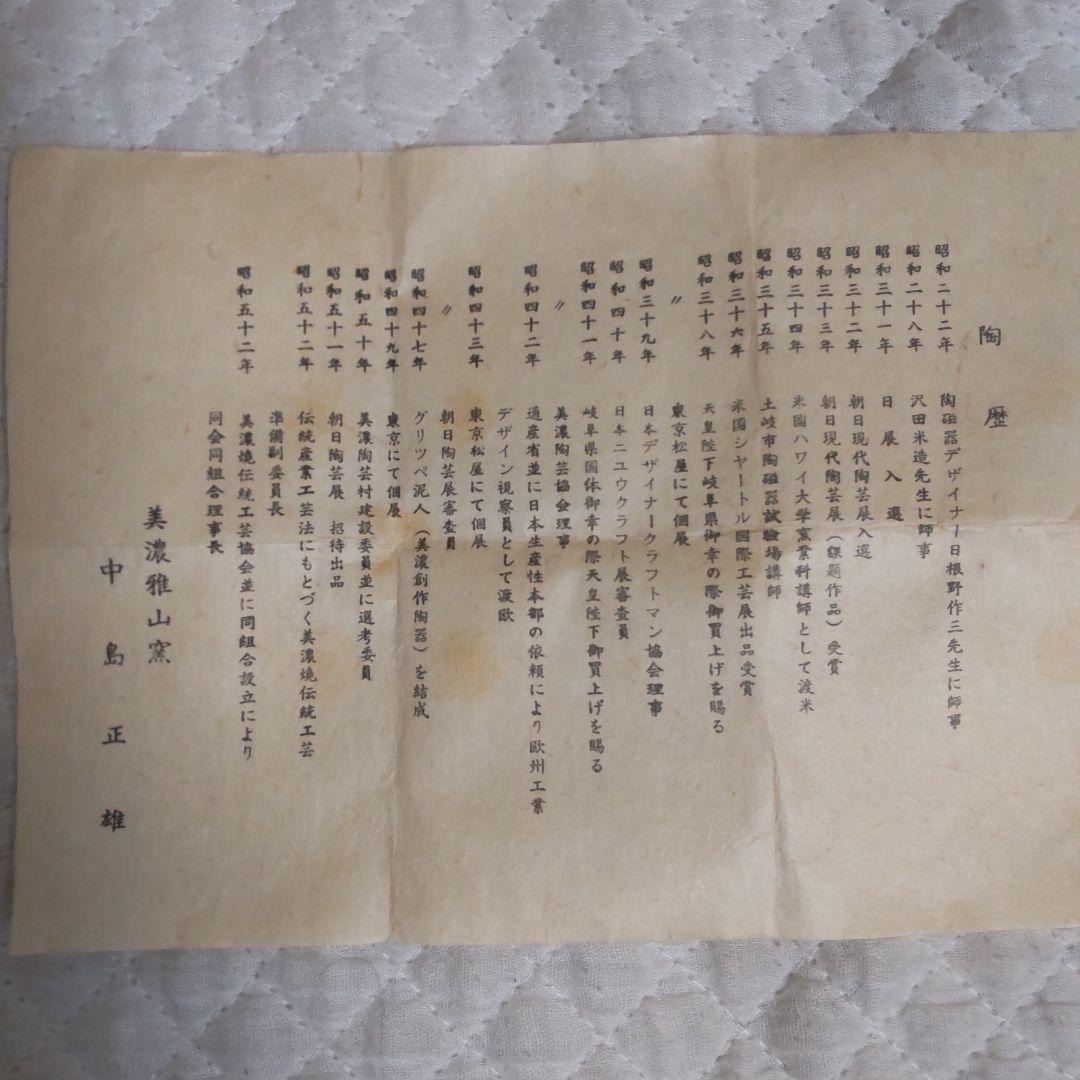 陶歴
昭和二十二年 陶磁器デザイナー日根野作三先生に師事
昭和二十八年 沢田米造先生に師事
昭和三十一年 日展入選
昭和三十二年 朝日現代陶芸展入選
昭和三十三年 朝日現代陶芸展（課題作品）受賞
昭和三十四年 米国ハワイ大学窯業科講師として渡米
昭和三十五年 土岐市陶磁器試験場講師
昭和三十六年 米国シヤートル国際工芸展出品受賞
昭和三十八年 天皇陛下岐阜県御幸の際御買上げを賜る
〃 東京松屋にて個展
昭和三十九年 日本デザイナークラフトマン協会理事
昭和四十年 日本ニユウクラフト展審査員
昭和四十一年 岐阜県国体御幸の際天皇陛下御買上げを賜る
〃 美濃陶芸協会理事
昭和四十二年 通産省並に日本生産性本部の依頼により欧州工業
デザイン視察員として渡欧
昭和四十三年 東京松屋にて個展
〃 朝日陶芸展審査員
昭和四十七年 グリツペ泥人（美濃創作陶器）を結成
昭和四十九年 東京にて個展
昭和五十年 美濃陶芸村建設委員並に選考委員
昭和五十一年 朝日陶芸展 招待出品
昭和五十二年 伝統産業工芸法にもとづく美濃焼伝統工芸
準備副委員長
昭和五十二年 美濃焼伝統工芸協会並に同組合設立により
同会同組合理事長
美濃雅山窯
中島正雄